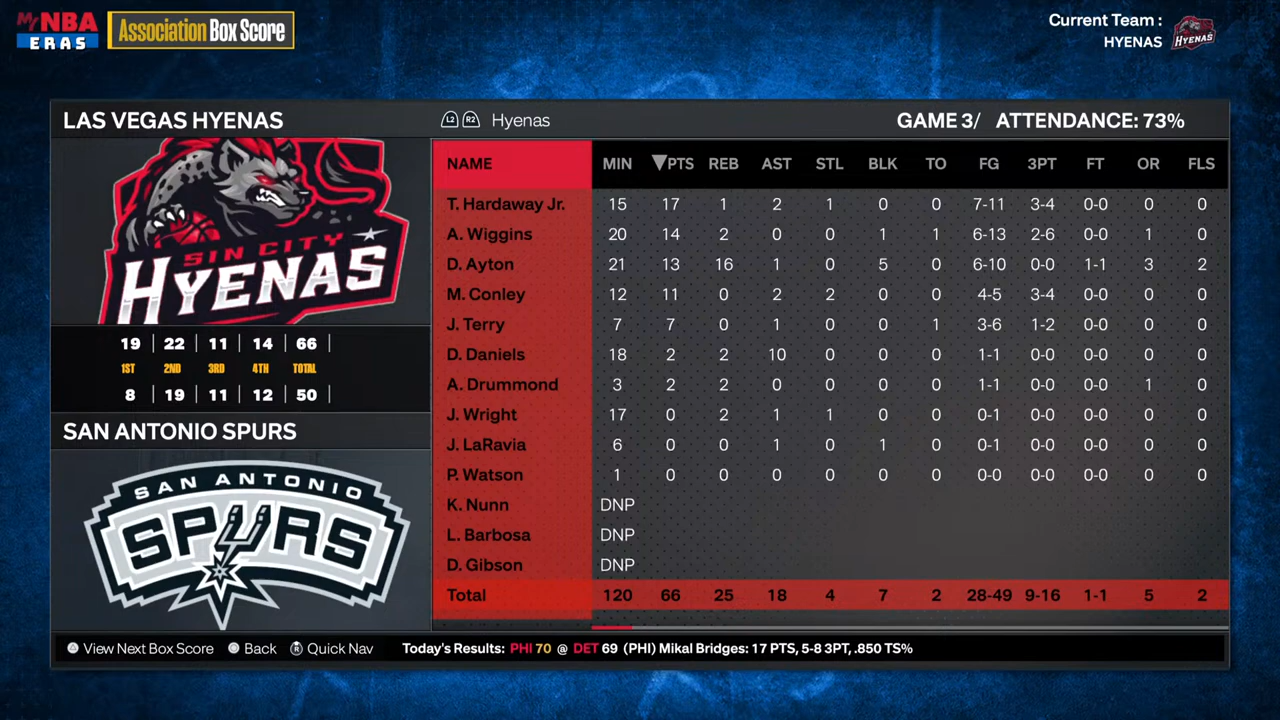 MyNBA
ERAS
Association Box Score
Current Team :
HYENAS
HYENAS
LAS VEGAS HYENAS
SIN CITY
HYENAS
19 22 11 14 66
1ST 2ND 3RD 4TH TOTAL
8 19 11 12 50
SAN ANTONIO SPURS
SAN ANTONIO
SPURS
L2 R2 Hyenas
GAME 3/ ATTENDANCE: 73%
NAME MIN PTS REB AST STL BLK TO FG 3PT FT OR FLS
T. Hardaway Jr. 15 17 1 2 1 0 0 7-11 3-4 0-0 0 0
A. Wiggins 20 14 2 0 0 1 1 6-13 2-6 0-0 1 0
D. Ayton 21 13 16 1 0 5 0 6-10 0-0 1-1 3 2
M. Conley 12 11 0 2 2 0 0 4-5 3-4 0-0 0 0
J. Terry 7 7 0 1 0 0 1 3-6 1-2 0-0 0 0
D. Daniels 18 2 2 10 0 0 0 1-1 0-0 0-0 0 0
A. Drummond 3 2 2 0 0 0 0 1-1 0-0 0-0 1 0
J. Wright 17 0 2 1 1 0 0 0-1 0-0 0-0 0 0
J. LaRavia 6 0 0 1 0 1 0 0-1 0-0 0-0 0 0
P. Watson 1 0 0 0 0 0 0 0-0 0-0 0-0 0 0
K. Nunn DNP
L. Barbosa DNP
D. Gibson DNP
Total 120 66 25 18 4 7 2 28-49 9-16 1-1 5 2
View Next Box Score Back R Quick Nav Today's Results: PHI 70 @ DET 69 (PHI) Mikal Bridges: 17 PTS, 5-8 3PT, .850 TS%